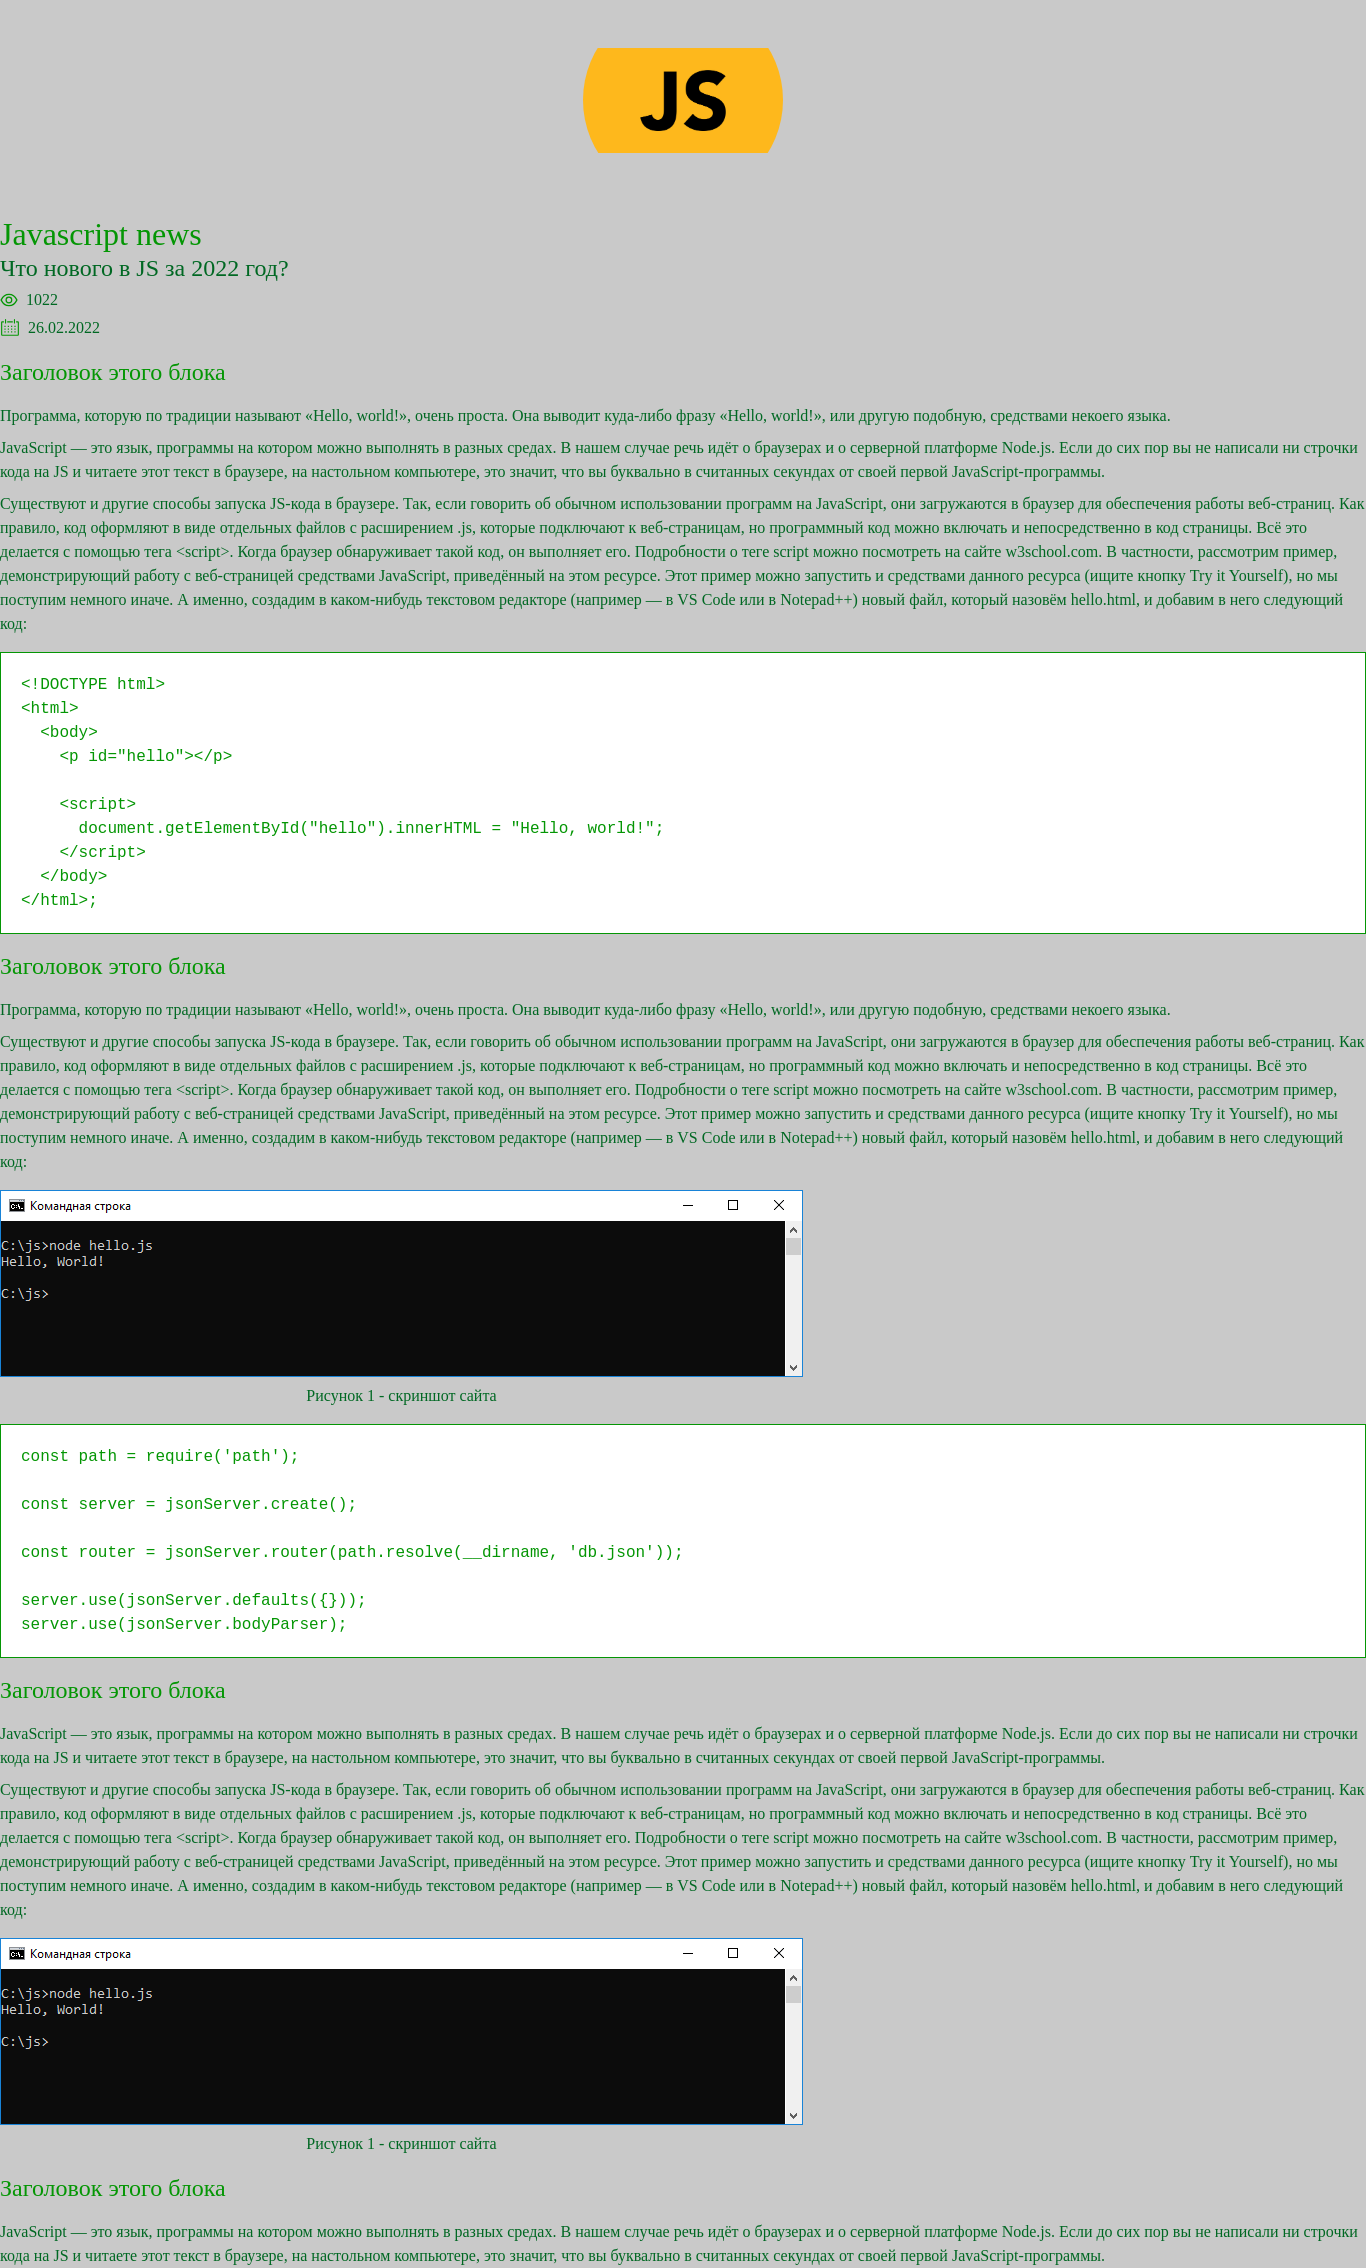 JS
Javascript news
Что нового в JS за 2022 год?
1022
26.02.2022
Заголовок этого блока
Программа, которую по традиции называют «Hello, world!», очень проста. Она выводит куда-либо фразу «Hello, world!», или другую подобную, средствами некоего языка.
JavaScript — это язык, программы на котором можно выполнять в разных средах. В нашем случае речь идёт о браузерах и о серверной платформе Node.js. Если до сих пор вы не написали ни строчки
кода на JS и читаете этот текст в браузере, на настольном компьютере, это значит, что вы буквально в считанных секундах от своей первой JavaScript-программы.
Существуют и другие способы запуска JS-кода в браузере. Так, если говорить об обычном использовании программ на JavaScript, они загружаются в браузер для обеспечения работы веб-страниц. Как
правило, код оформляют в виде отдельных файлов с расширением .js, которые подключают к веб-страницам, но программный код можно включать и непосредственно в код страницы. Всё это
делается с помощью тега <script>. Когда браузер обнаруживает такой код, он выполняет его. Подробности о теге script можно посмотреть на сайте w3school.com. В частности, рассмотрим пример,
демонстрирующий работу с веб-страницей средствами JavaScript, приведённый на этом ресурсе. Этот пример можно запустить и средствами данного ресурса (ищите кнопку Try it Yourself), но мы
поступим немного иначе. А именно, создадим в каком-нибудь текстовом редакторе (например — в VS Code или в Notepad++) новый файл, который назовём hello.html, и добавим в него следующий
код:
<!DOCTYPE html>
<html>
  <body>
    <p id="hello"></p>

    <script>
      document.getElementById("hello").innerHTML = "Hello, world!";
    </script>
  </body>
</html>;
Заголовок этого блока
Программа, которую по традиции называют «Hello, world!», очень проста. Она выводит куда-либо фразу «Hello, world!», или другую подобную, средствами некоего языка.
Существуют и другие способы запуска JS-кода в браузере. Так, если говорить об обычном использовании программ на JavaScript, они загружаются в браузер для обеспечения работы веб-страниц. Как
правило, код оформляют в виде отдельных файлов с расширением .js, которые подключают к веб-страницам, но программный код можно включать и непосредственно в код страницы. Всё это
делается с помощью тега <script>. Когда браузер обнаруживает такой код, он выполняет его. Подробности о теге script можно посмотреть на сайте w3school.com. В частности, рассмотрим пример,
демонстрирующий работу с веб-страницей средствами JavaScript, приведённый на этом ресурсе. Этот пример можно запустить и средствами данного ресурса (ищите кнопку Try it Yourself), но мы
поступим немного иначе. А именно, создадим в каком-нибудь текстовом редакторе (например — в VS Code или в Notepad++) новый файл, который назовём hello.html, и добавим в него следующий
код:
Командная строка
C:\js>node hello.js
Hello, World!
C:\js>
Рисунок 1 - скриншот сайта
const path = require('path');

const server = jsonServer.create();

const router = jsonServer.router(path.resolve(__dirname, 'db.json'));

server.use(jsonServer.defaults({}));
server.use(jsonServer.bodyParser);
Заголовок этого блока
JavaScript — это язык, программы на котором можно выполнять в разных средах. В нашем случае речь идёт о браузерах и о серверной платформе Node.js. Если до сих пор вы не написали ни строчки
кода на JS и читаете этот текст в браузере, на настольном компьютере, это значит, что вы буквально в считанных секундах от своей первой JavaScript-программы.
Существуют и другие способы запуска JS-кода в браузере. Так, если говорить об обычном использовании программ на JavaScript, они загружаются в браузер для обеспечения работы веб-страниц. Как
правило, код оформляют в виде отдельных файлов с расширением .js, которые подключают к веб-страницам, но программный код можно включать и непосредственно в код страницы. Всё это
делается с помощью тега <script>. Когда браузер обнаруживает такой код, он выполняет его. Подробности о теге script можно посмотреть на сайте w3school.com. В частности, рассмотрим пример,
демонстрирующий работу с веб-страницей средствами JavaScript, приведённый на этом ресурсе. Этот пример можно запустить и средствами данного ресурса (ищите кнопку Try it Yourself), но мы
поступим немного иначе. А именно, создадим в каком-нибудь текстовом редакторе (например — в VS Code или в Notepad++) новый файл, который назовём hello.html, и добавим в него следующий
код:
Командная строка
C:\js>node hello.js
Hello, World!
C:\js>
Рисунок 1 - скриншот сайта
Заголовок этого блока
JavaScript — это язык, программы на котором можно выполнять в разных средах. В нашем случае речь идёт о браузерах и о серверной платформе Node.js. Если до сих пор вы не написали ни строчки
кода на JS и читаете этот текст в браузере, на настольном компьютере, это значит, что вы буквально в считанных секундах от своей первой JavaScript-программы.